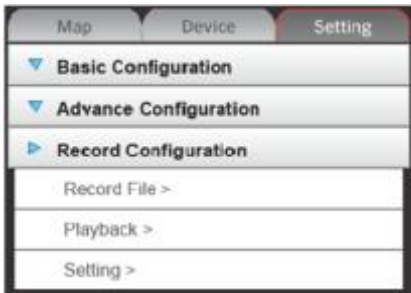 Map Device Setting
Basic Configuration
Advance Configuration
Record Configuration
Record File >
Playback >
Setting >